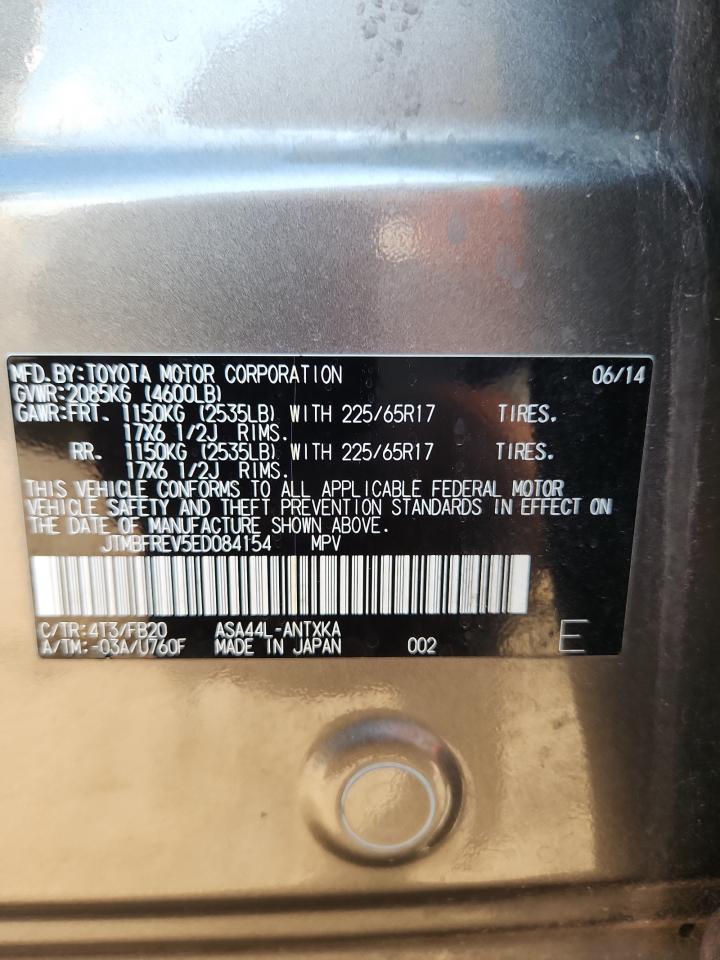 MFD.BY:TOYOTA MOTOR CORPORATION 06/14
GVWR:2085KG (4600LB)
GAWR:FRT. 1150KG (2535LB) WITH 225/65R17 TIRES.
17X6 1/2J RIMS.
RR. 1150KG (2535LB) WITH 225/65R17 TIRES.
17X6 1/2J RIMS.
THIS VEHICLE CONFORMS TO ALL APPLICABLE FEDERAL MOTOR
VEHICLE SAFETY AND THEFT PREVENTION STANDARDS IN EFFECT ON
THE DATE OF MANUFACTURE SHOWN ABOVE.
JTMBFREV5ED084154 MPV
C/TR:4T3/FB20 ASA44L-ANTXKA
A/TM:-03A/U760F MADE IN JAPAN 002 E